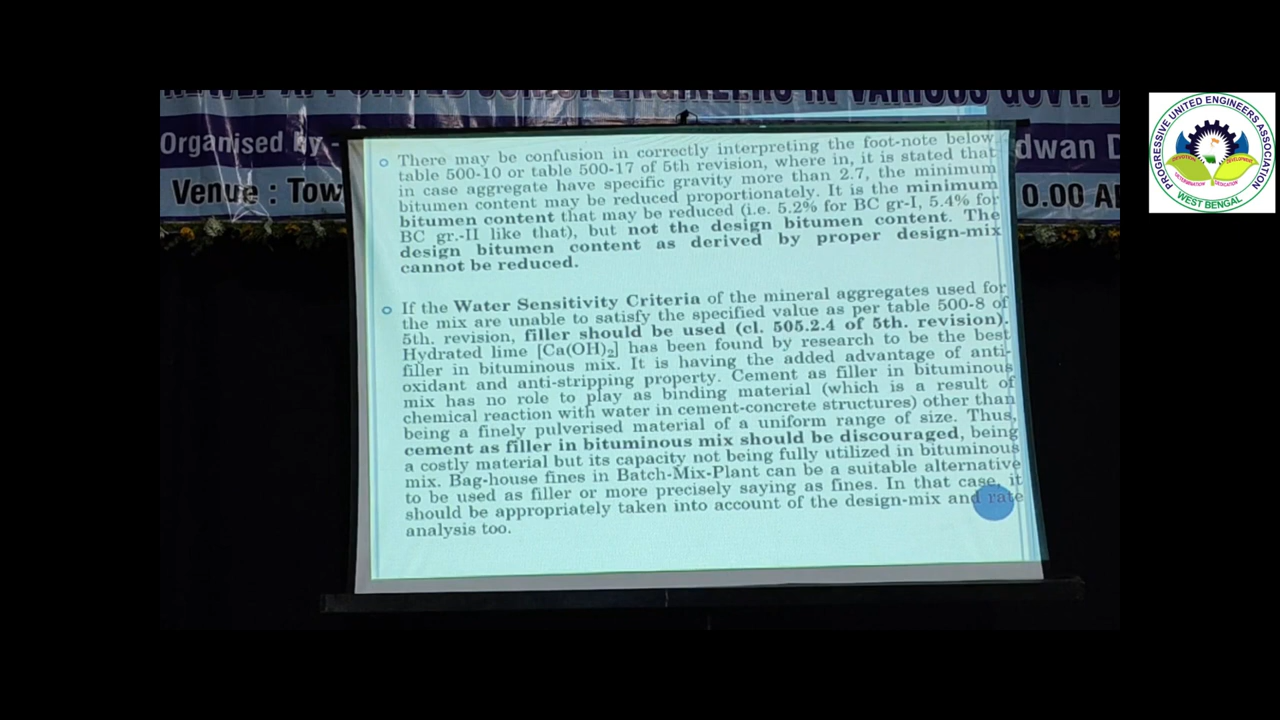 NEWLY APPOINTED JUNIOR ENGINEERS IN VARIOUS GOVT. D
Organised By -
dwan D
Venue : Tow
0.00 A
There may be confusion in correctly interpreting the foot-note below
table 500-10 or table 500-17 of 5th revision, where in, it is stated that
in case aggregate have specific gravity more than 2.7, the minimum
bitumen content may be reduced proportionately. It is the minimum
bitumen content that may be reduced (i.e. 5.2% for BC gr-I, 5.4% for
BC gr.-II like that), but not the design bitumen content. The
design bitumen content as derived by proper design-mix
cannot be reduced.
If the Water Sensitivity Criteria of the mineral aggregates used for
the mix are unable to satisfy the specified value as per table 500-8 of
5th. revision, filler should be used (cl. 505.2.4 of 5th. revision).
Hydrated lime [Ca(OH)2] has been found by research to be the best
filler in bituminous mix. It is having the added advantage of anti-
oxidant and anti-stripping property. Cement as filler in bituminous
mix has no role to play as binding material (which is a result of
chemical reaction with water in cement-concrete structures) other than
being a finely pulverised material of a uniform range of size. Thus,
cement as filler in bituminous mix should be discouraged, being
a costly material but its capacity not being fully utilized in bituminous
mix. Bag-house fines in Batch-Mix-Plant can be a suitable alternative
to be used as filler or more precisely saying as fines. In that case, it
should be appropriately taken into account of the design-mix and rate
analysis too.
PROGRESSIVE UNITED ENGINEERS ASSOCIATION
WEST BENGAL